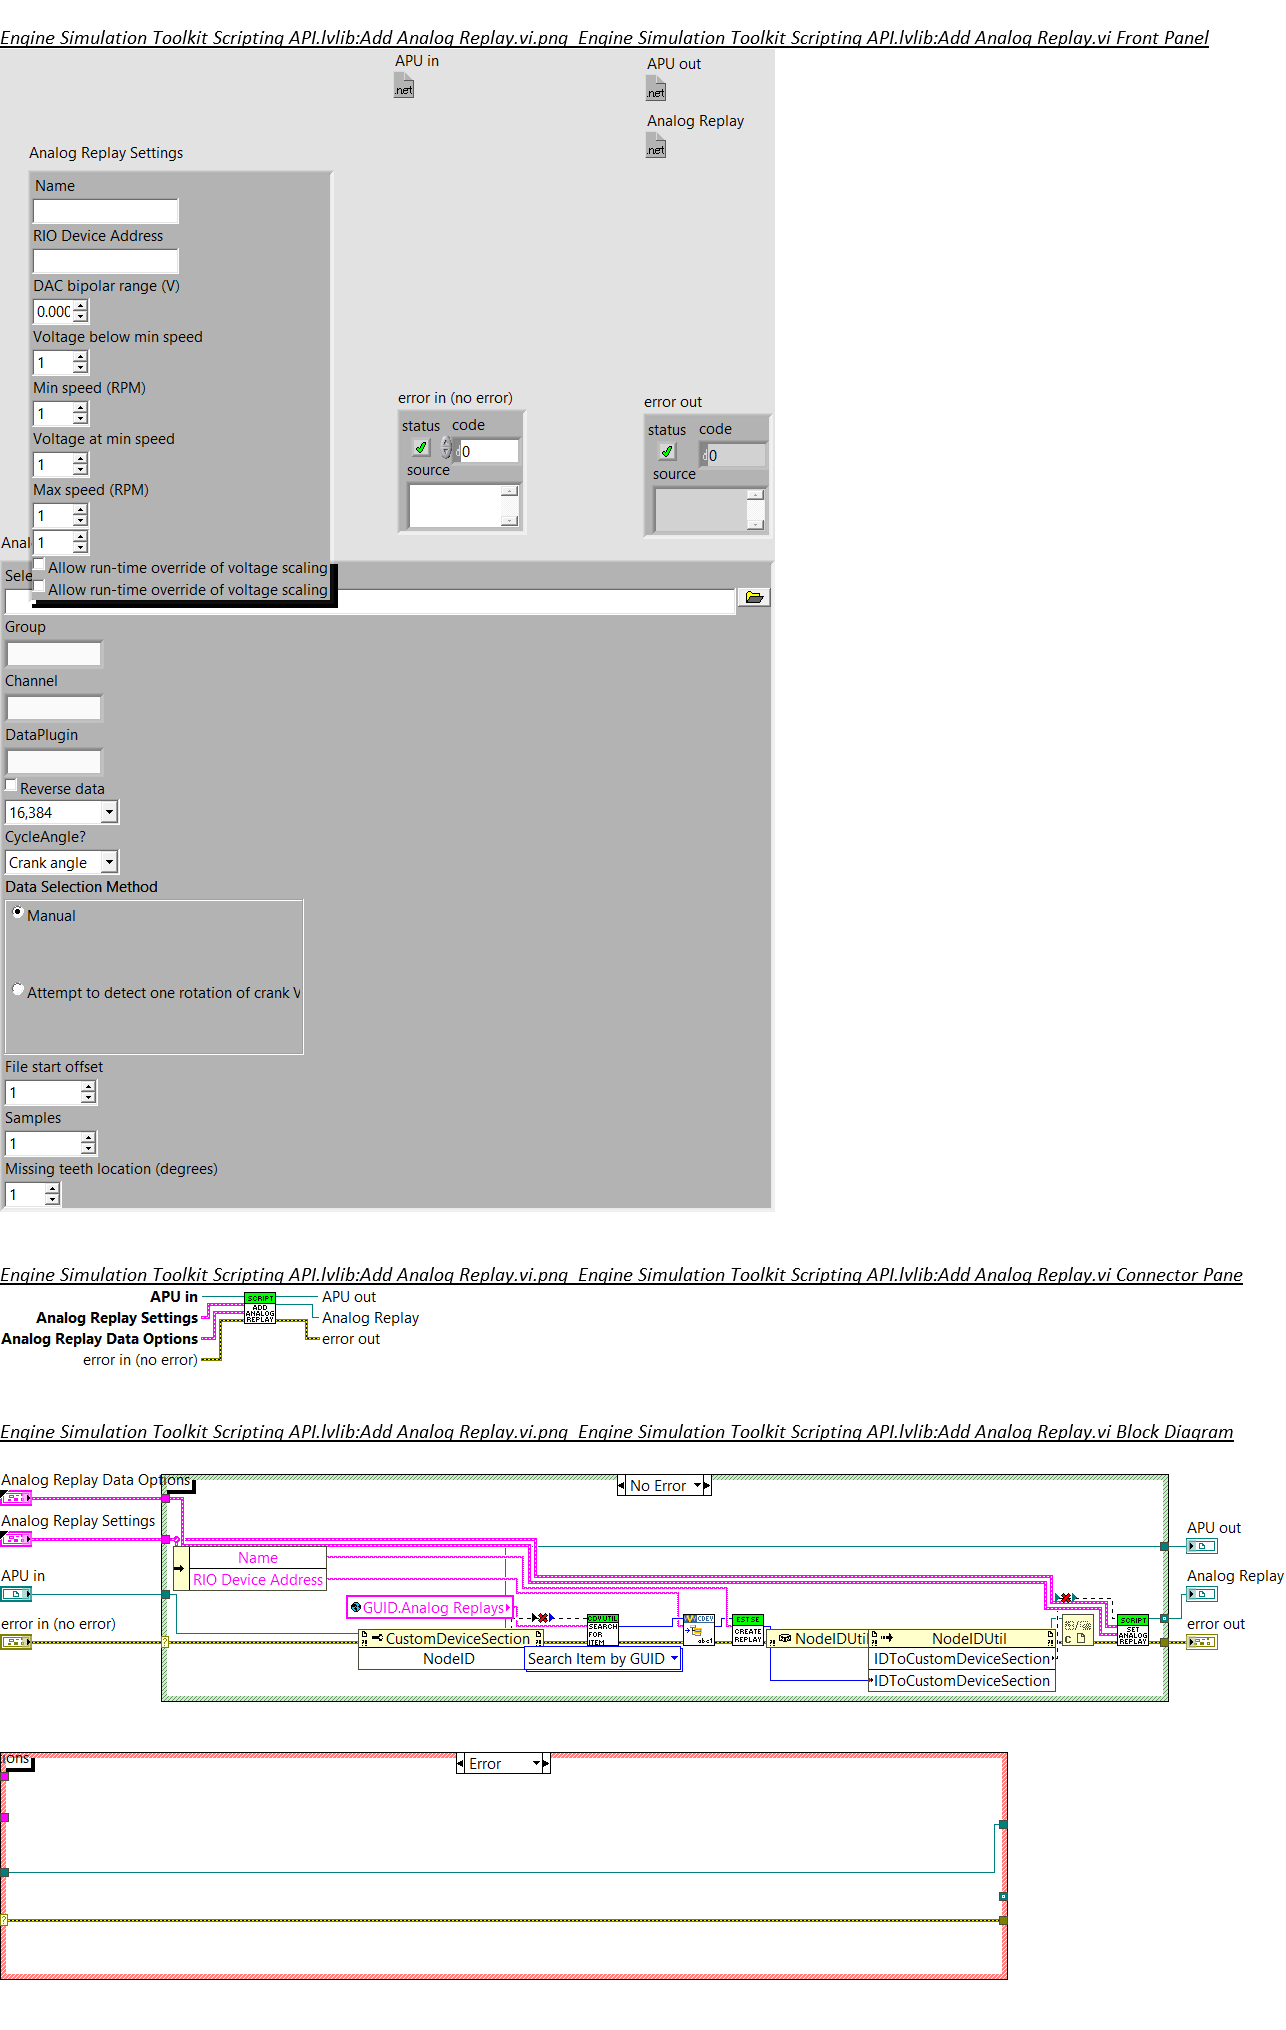 Engine Simulation Toolkit Scripting API.lvlib:Add Analog Replay.vi.png  Engine Simulation Toolkit Scripting API.lvlib:Add Analog Replay.vi Front Panel
APU in
.net
APU out
.net
Analog Replay
.net
Analog Replay Settings
Name
RIO Device Address
DAC bipolar range (V)
0.000
Voltage below min speed
1
Min speed (RPM)
1
Voltage at min speed
1
Max speed (RPM)
1
1
Allow run-time override of voltage scaling
Allow run-time override of voltage scaling
error in (no error)
status code
d 0
source
error out
status code
d 0
source
Anal
Sele
Group
Channel
DataPlugin
Reverse data
16,384
CycleAngle?
Crank angle
Data Selection Method
Manual
Attempt to detect one rotation of crank V
File start offset
1
Samples
1
Missing teeth location (degrees)
1
Engine Simulation Toolkit Scripting API.lvlib:Add Analog Replay.vi.png  Engine Simulation Toolkit Scripting API.lvlib:Add Analog Replay.vi Connector Pane
APU in
Analog Replay Settings
Analog Replay Data Options
error in (no error)
SCRIPT
ADD
ANALOG
REPLAY
APU out
Analog Replay
error out
Engine Simulation Toolkit Scripting API.lvlib:Add Analog Replay.vi.png  Engine Simulation Toolkit Scripting API.lvlib:Add Analog Replay.vi Block Diagram
Analog Replay Data Options
Analog Replay Settings
APU in
error in (no error)
No Error
Name
RIO Device Address
GUID.Analog Replays
CustomDeviceSection
NodeID
CDV UTIL
SEARCH
FOR
ITEM
Search Item by GUID
CDEV
abc1
EST SE
CREATE
REPLAY
NodeIDUtil
NodeIDUtil
IDToCustomDeviceSection
IDToCustomDeviceSection
C
SCRIPT
SET
ANALOG
REPLAY
APU out
Analog Replay
error out
ions
Error